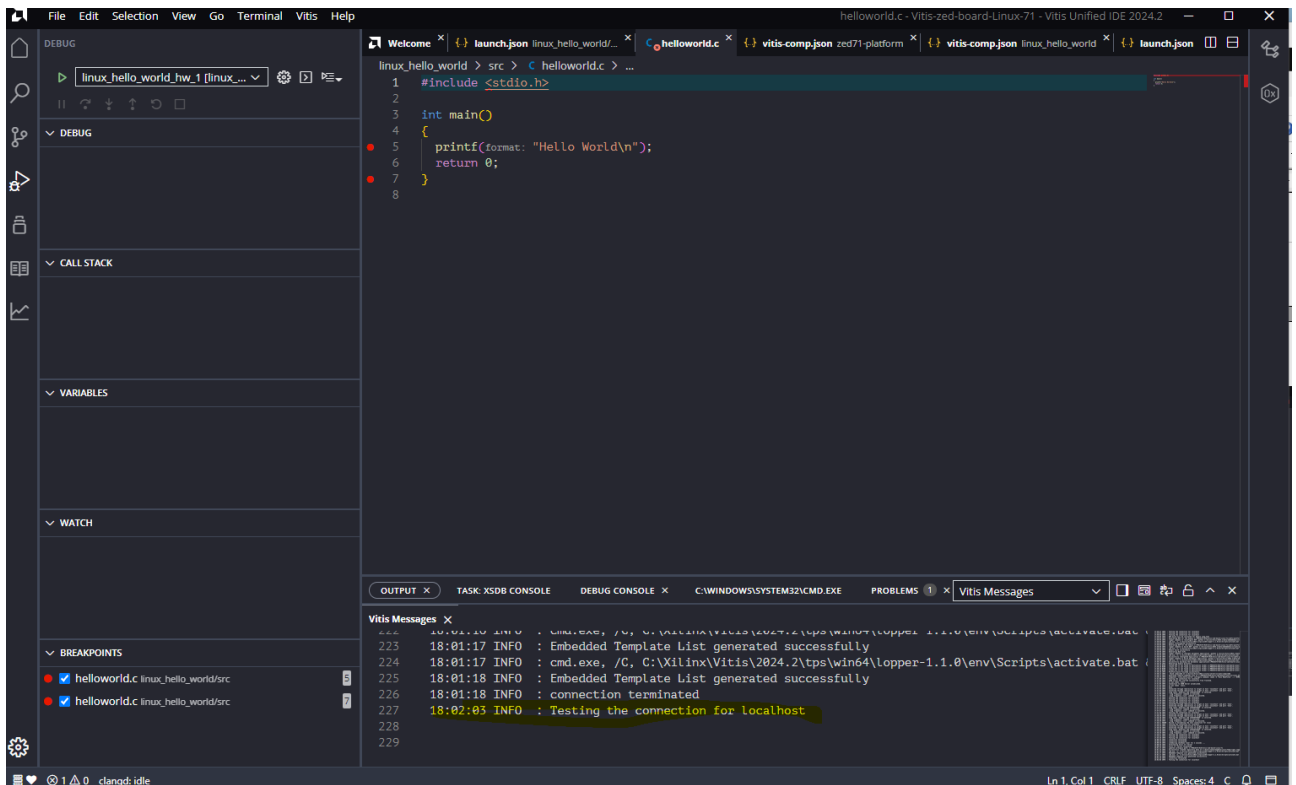 File Edit Selection View Go Terminal Vitis Help
helloworld.c - Vitis-zed-board-Linux-71 - Vitis Unified IDE 2024.2
DEBUG
linux_hello_world_hw_1 [linux_...
DEBUG
CALL STACK
VARIABLES
WATCH
BREAKPOINTS
helloworld.c linux_hello_world/src 5
helloworld.c linux_hello_world/src 7
Welcome {.} launch.json linux_hello_world/... C helloworld.c {.} vitis-comp.json zed71-platform {.} vitis-comp.json linux_hello_world {.} launch.json
linux_hello_world > src > C helloworld.c > ...
1 #include <stdio.h>
2
3 int main()
4 {
5 printf(format: "Hello World\n");
6 return 0;
7 }
8
OUTPUT TASK: XSDB CONSOLE DEBUG CONSOLE C:\WINDOWS\SYSTEM32\CMD.EXE PROBLEMS 1 Vitis Messages
Vitis Messages
222 18:01:16 INFO : cmd.exe, /C, C:\Xilinx\Vitis\2024.2\tps\win64\lopper-1.1.0\env\Scripts\activate.bat
223 18:01:17 INFO : Embedded Template List generated successfully
224 18:01:17 INFO : cmd.exe, /C, C:\Xilinx\Vitis\2024.2\tps\win64\lopper-1.1.0\env\Scripts\activate.bat
225 18:01:18 INFO : Embedded Template List generated successfully
226 18:01:18 INFO : connection terminated
227 18:02:03 INFO : Testing the connection for localhost
228
229
1 0 clangd: idle
Ln 1, Col 1 CRLF UTF-8 Spaces: 4 C